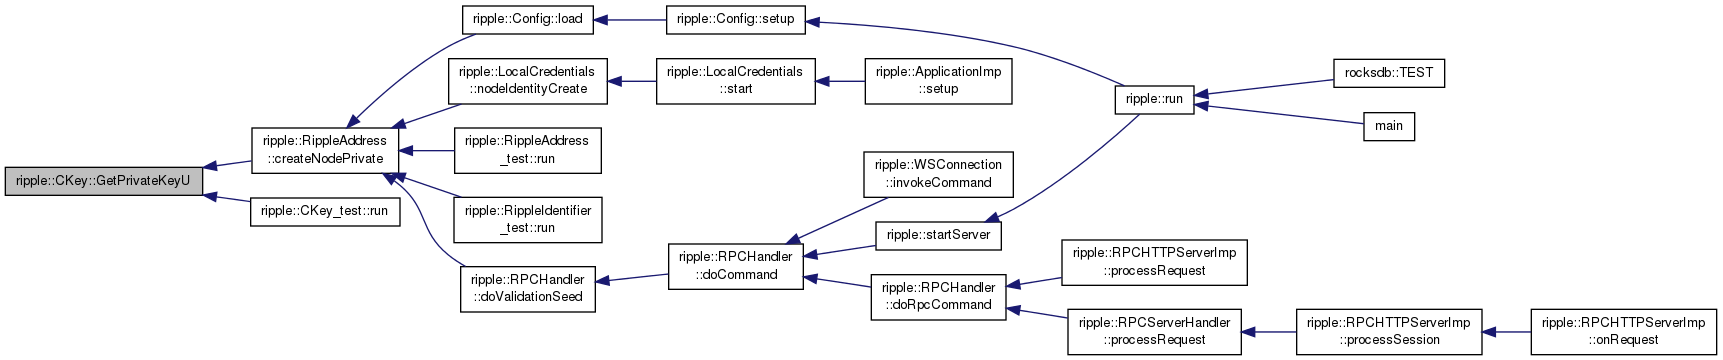 ripple::Config::load
ripple::Config::setup
ripple::LocalCredentials
::nodeIdentityCreate
ripple::LocalCredentials
::start
ripple::ApplicationImp
::setup
rocksdb::TEST
ripple::run
main
ripple::RippleAddress
::createNodePrivate
ripple::RippleAddress
_test::run
ripple::CKey::GetPrivateKeyU
ripple::WSConnection
::invokeCommand
ripple::CKey_test::run
ripple::RippleIdentifier
_test::run
ripple::startServer
ripple::RPCHandler
::doCommand
ripple::RPCHTTPServerImp
::processRequest
ripple::RPCHandler
::doValidationSeed
ripple::RPCHandler
::doRpcCommand
ripple::RPCServerHandler
::processRequest
ripple::RPCHTTPServerImp
::processSession
ripple::RPCHTTPServerImp
::onRequest